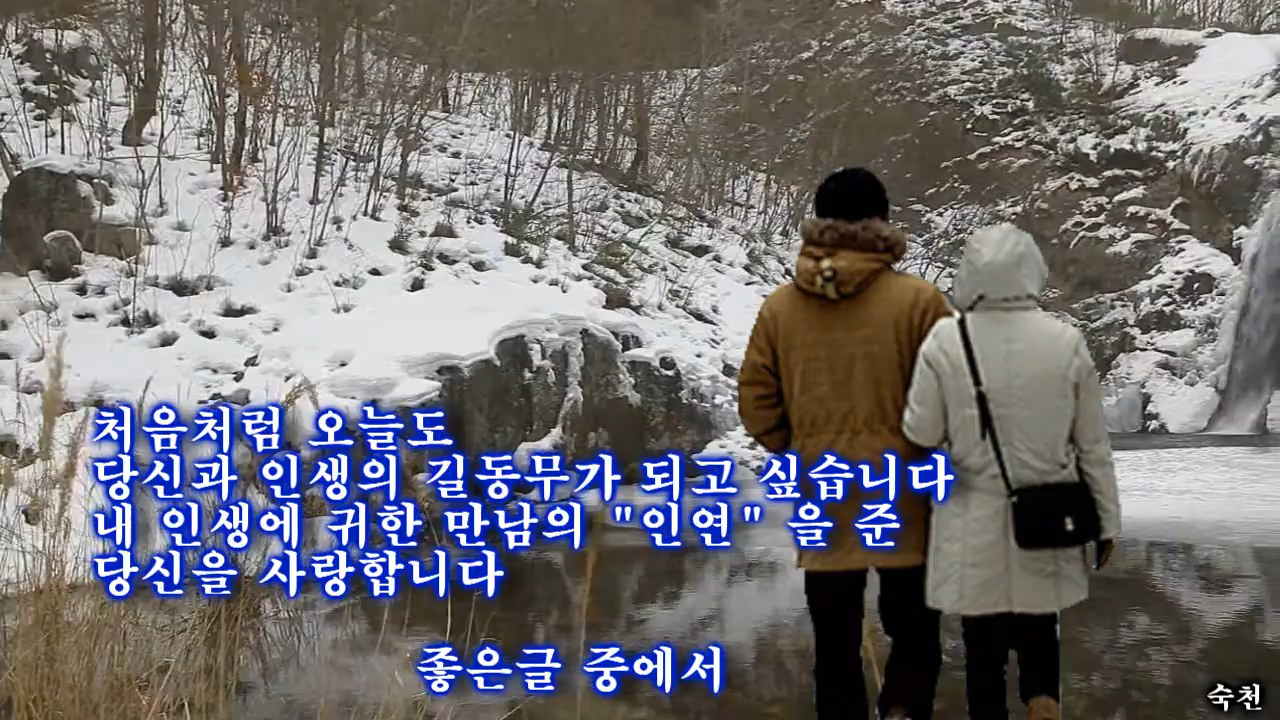 처음처럼 오늘도
당신과 인생의 길동무가 되고 싶습니다
내 인생에 귀한 만남의 "인연" 을 준
당신을 사랑합니다
좋은글 중에서
숙천